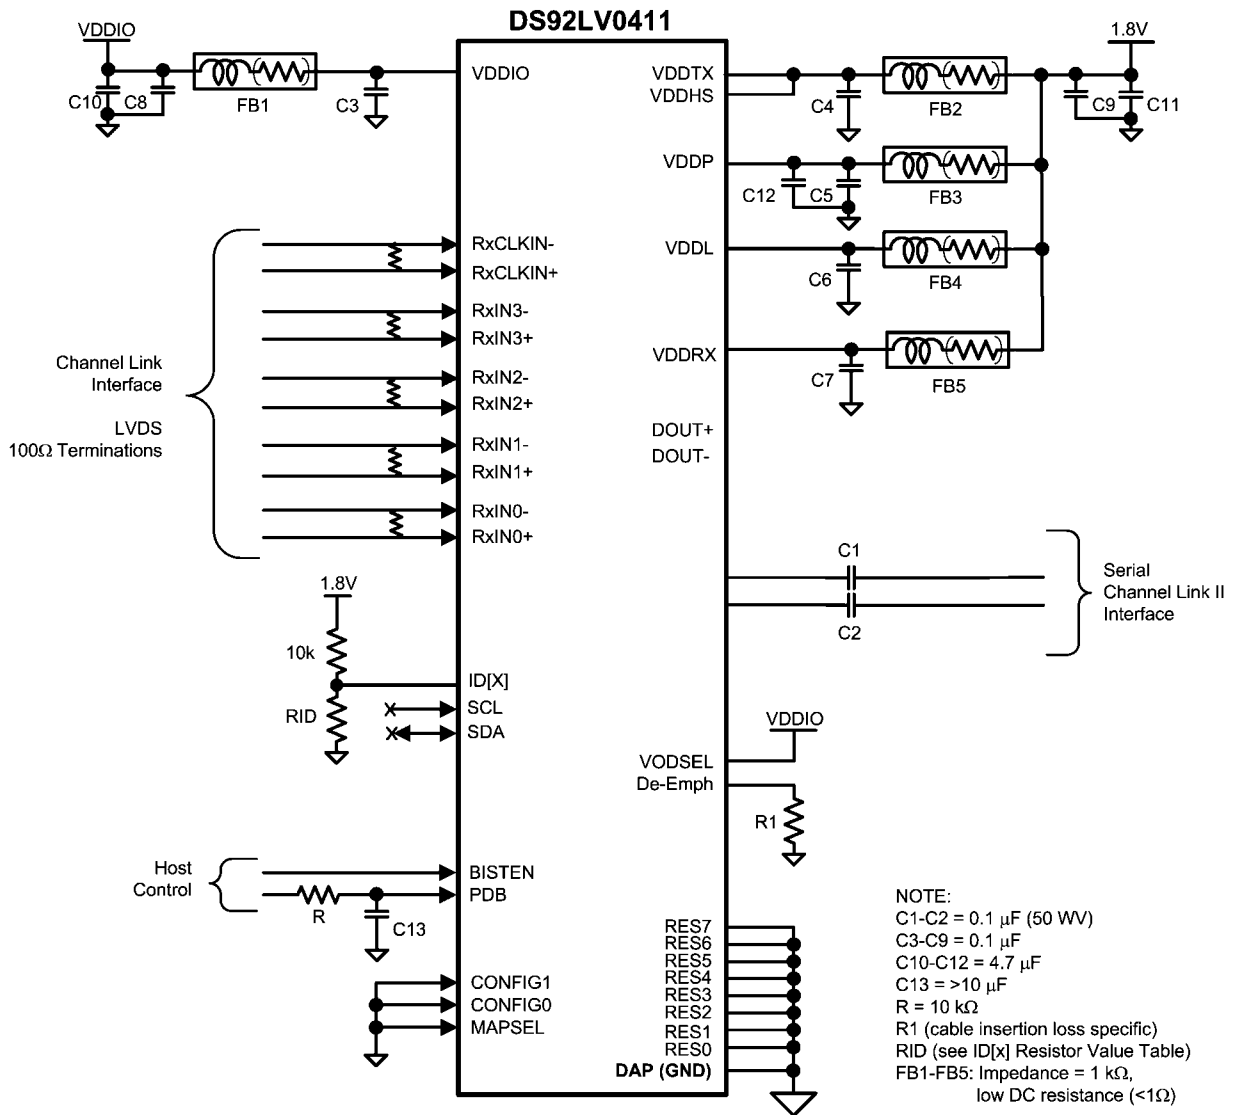 DS92LV0411
VDDIO
C10
C8
FB1
C3
VDDIO
VDDTX
VDDHS
C4
FB2
1.8V
C9
C11
VDDP
C12
C5
FB3
VDDL
C6
FB4
VDDRX
C7
FB5
Channel Link
Interface
LVDS
100Ω Terminations
RxCLKIN-
RxCLKIN+
RxIN3-
RxIN3+
RxIN2-
RxIN2+
RxIN1-
RxIN1+
RxIN0-
RxIN0+
DOUT+
DOUT-
C1
C2
Serial
Channel Link II
Interface
1.8V
10k
RID
ID[X]
SCL
SDA
VDDIO
VODSEL
De-Emph
R1
Host
Control
R
C13
BISTEN
PDB
CONFIG1
CONFIG0
MAPSEL
RES7
RES6
RES5
RES4
RES3
RES2
RES1
RES0
DAP (GND)
NOTE:
C1-C2 = 0.1 μF (50 WV)
C3-C9 = 0.1 μF
C10-C12 = 4.7 μF
C13 = >10 μF
R = 10 kΩ
R1 (cable insertion loss specific)
RID (see ID[x] Resistor Value Table)
FB1-FB5: Impedance = 1 kΩ,
low DC resistance (<1Ω)